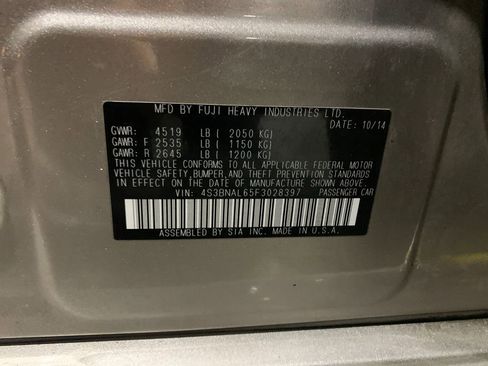 MFD BY FUJI HEAVY INDUSTRIES LTD.
DATE: 10/14
GVWR: 4519 LB ( 2050 KG)
GAWR: F 2535 LB ( 1150 KG)
GAWR: R 2645 LB ( 1200 KG)
THIS VEHICLE CONFORMS TO ALL APPLICABLE FEDERAL MOTOR
VEHICLE SAFETY,BUMPER,AND THEFT PREVENTION STANDARDS
IN EFFECT ON THE DATE OF MANUFACTURE SHOWN ABOVE.
VIN: 4S3BNAL65F3028397 PASSENGER CAR
ASSEMBLED BY SIA INC. MADE IN U.S.A.